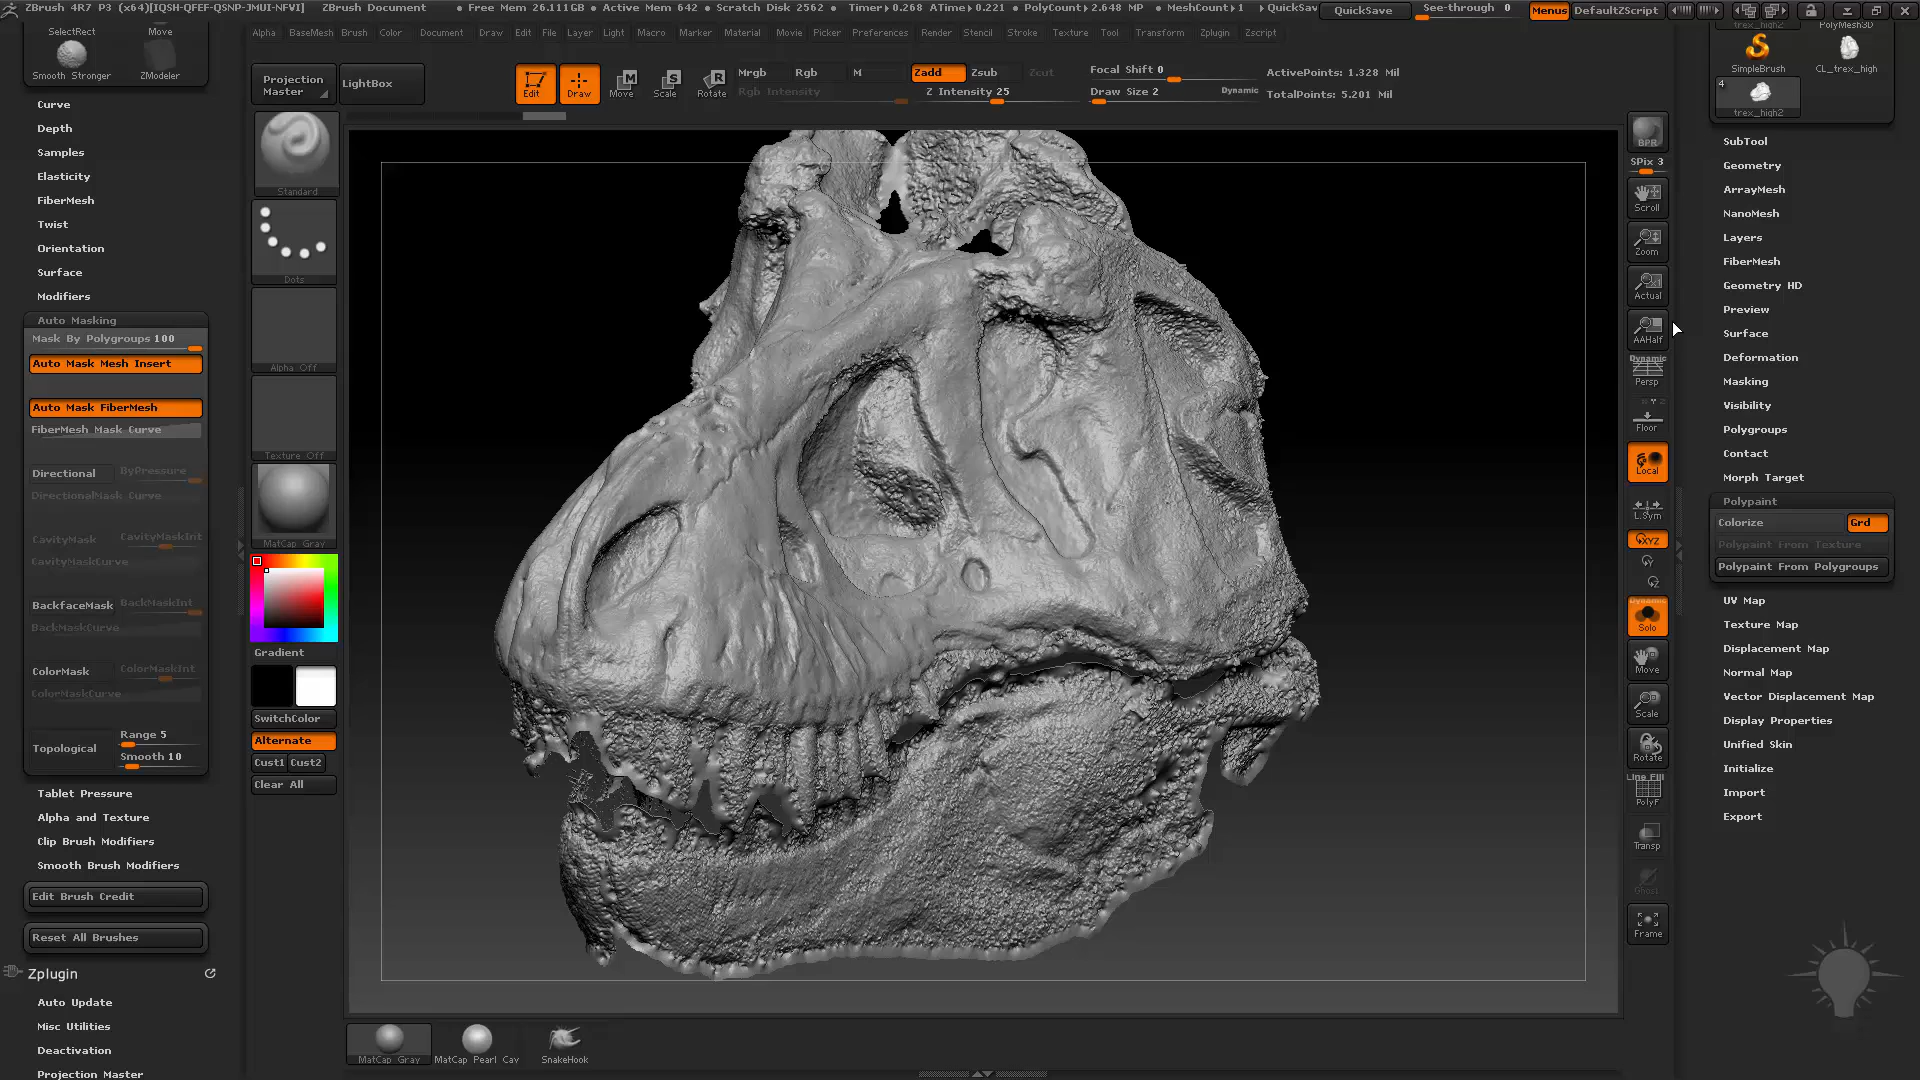 ZBrush 4R7 P3 (x64)[IQSH-QFEF-QSNP-JMUI-NFVI] ZBrush Document • Free Mem 26.111GB • Active Mem 642 • Scratch Disk 2562 • Timer▸0.268 ATime▸0.221 • PolyCount▸2.648 MP • MeshCount▸1 ▸QuickSav QuickSave See-through 0 Menus DefaultZScript
Alpha BaseMesh Brush Color Document Draw Edit File Layer Light Macro Marker Material Movie Picker Preferences Render Stencil Stroke Texture Tool Transform Zplugin Zscript
SelectRect Move
Smooth Stronger ZModeler
Curve
Depth
Samples
Elasticity
FiberMesh
Twist
Orientation
Surface
Modifiers
Auto Masking
Mask By Polygroups 100
Auto Mask Mesh Insert
Auto Mask FiberMesh
FiberMesh Mask Curve
Directional ByPressure
DirectionalMask Curve
CavityMask CavityMaskInt
CavityMaskCurve
BackfaceMask BackMaskInt
BackMaskCurve
ColorMask ColorMaskInt
ColorMaskCurve
Topological Range 5
Smooth 10
Tablet Pressure
Alpha and Texture
Clip Brush Modifiers
Smooth Brush Modifiers
Edit Brush Credit
Reset All Brushes
Zplugin
Auto Update
Misc Utilities
Deactivation
Projection Master
Projection
Master
LightBox
Edit Draw Move Scale Rotate
Mrgb Rgb M
Rgb Intensity
Zadd Zsub Zcut
Z Intensity 25
Focal Shift 0
Draw Size 2 Dynamic
ActivePoints: 1.328 Mil
TotalPoints: 5.201 Mil
Standard
Dots
Alpha Off
Texture Off
MatCap Gray
Gradient
SwitchColor
Alternate
Cust1 Cust2
Clear All
MatCap Gray MatCap Pearl Cav SnakeHook
BPR
SPix 3
Scroll
Zoom
Actual
AAHalf
Dynamic
Persp
Floor
Local
L.Sym
XYZ
Y
Z
Dynamic
Solo
Move
Scale
Rotate
Line Fill
PolyF
Transp
Ghost
Frame
trex_high2 PolyMesh3D
SimpleBrush CL_trex_high
4
trex_high2
SubTool
Geometry
ArrayMesh
NanoMesh
Layers
FiberMesh
Geometry HD
Preview
Surface
Deformation
Masking
Visibility
Polygroups
Contact
Morph Target
Polypaint
Colorize Grd
Polypaint From Texture
Polypaint From Polygroups
UV Map
Texture Map
Displacement Map
Normal Map
Vector Displacement Map
Display Properties
Unified Skin
Initialize
Import
Export